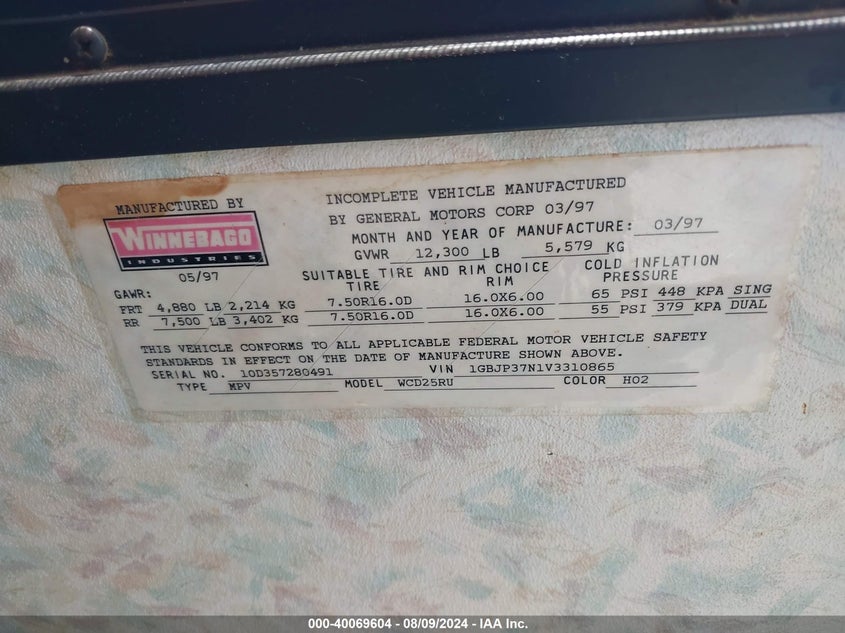 MANUFACTURED BY
WINNEBAGO
INDUSTRIES
05/97
INCOMPLETE VEHICLE MANUFACTURED
BY GENERAL MOTORS CORP 03/97
MONTH AND YEAR OF MANUFACTURE: 03/97
GVWR 12,300 LB 5,579 KG
SUITABLE TIRE AND RIM CHOICE COLD INFLATION
TIRE RIM PRESSURE
GAWR:
FRT 4,880 LB 2,214 KG 7.50R16.0D 16.0X6.00 65 PSI 448 KPA SING
RR 7,500 LB 3,402 KG 7.50R16.0D 16.0X6.00 55 PSI 379 KPA DUAL
THIS VEHICLE CONFORMS TO ALL APPLICABLE FEDERAL MOTOR VEHICLE SAFETY
STANDARDS IN EFFECT ON THE DATE OF MANUFACTURE SHOWN ABOVE.
SERIAL NO. 10D357280491 VIN 1GBJP37N1V3310865
TYPE MPV MODEL WCD25RU COLOR H02
000-40069604 - 08/09/2024 - IAA Inc.